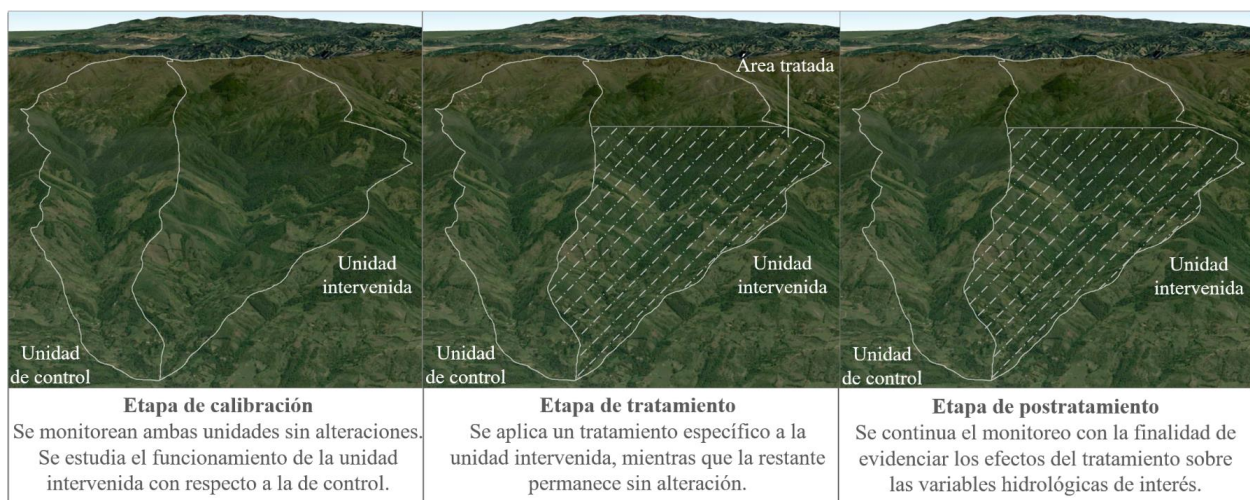 Unidad
intervenida
Unidad
de control
Etapa de calibración
Se monitorean ambas unidades sin alteraciones.
Se estudia el funcionamiento de la unidad
intervenida con respecto a la de control.
Área tratada
Unidad
intervenida
Unidad
de control
Etapa de tratamiento
Se aplica un tratamiento específico a la
unidad intervenida, mientras que la restante
permanece sin alteración.
Unidad
intervenida
Unidad
de control
Etapa de postratamiento
Se continua el monitoreo con la finalidad de
evidenciar los efectos del tratamiento sobre
las variables hidrológicas de interés.